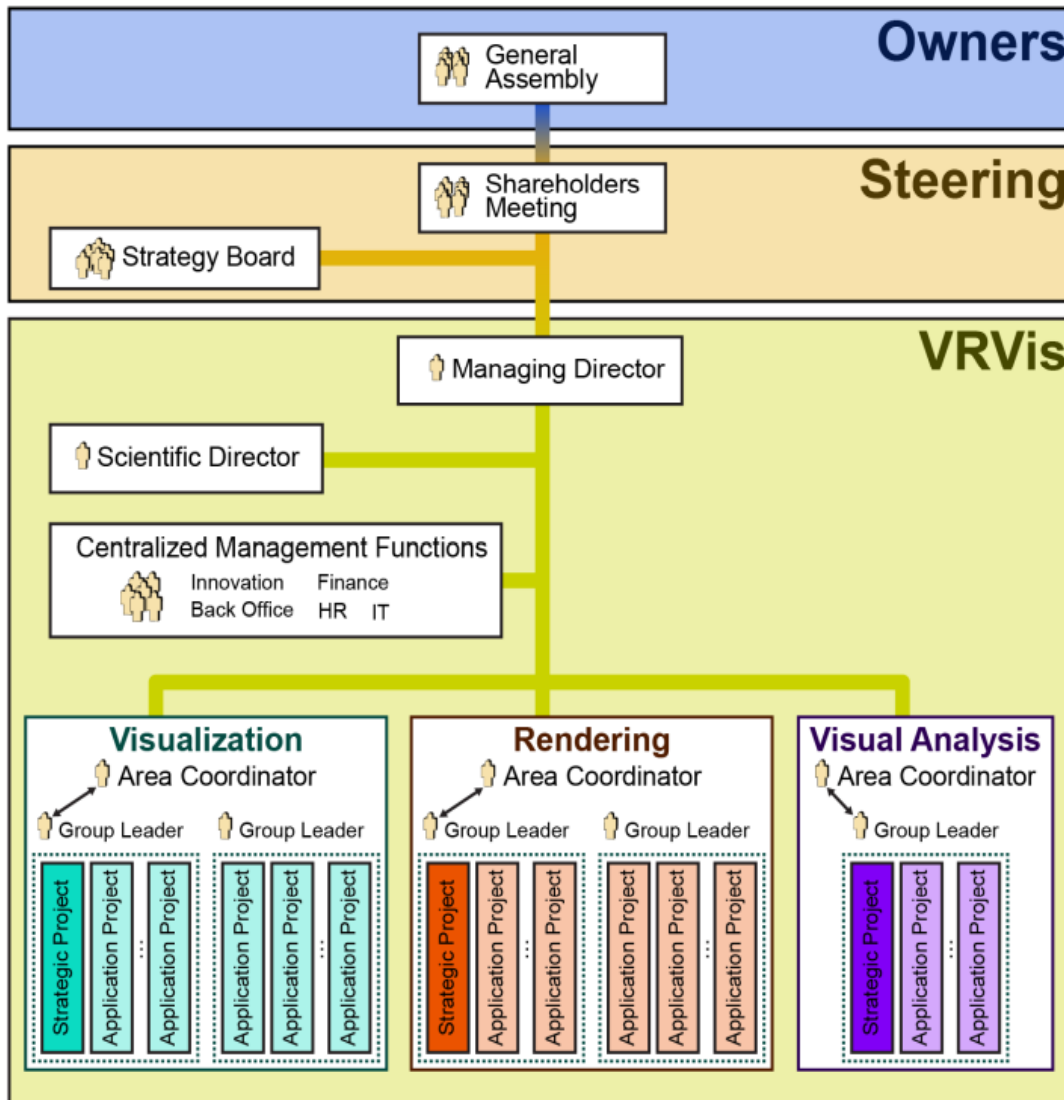 Owners
General
Assembly
Steering
Shareholders
Meeting
Strategy Board
VRVis
Managing Director
Scientific Director
Centralized Management Functions
Innovation Finance
Back Office HR IT
Visualization
Area Coordinator
Group Leader Group Leader
Strategic Project
Application Project
...
Application Project
Application Project
Application Project
...
Application Project
Rendering
Area Coordinator
Group Leader Group Leader
Strategic Project
Application Project
...
Application Project
Application Project
Application Project
...
Application Project
Visual Analysis
Area Coordinator
Group Leader
Strategic Project
Application Project
...
Application Project